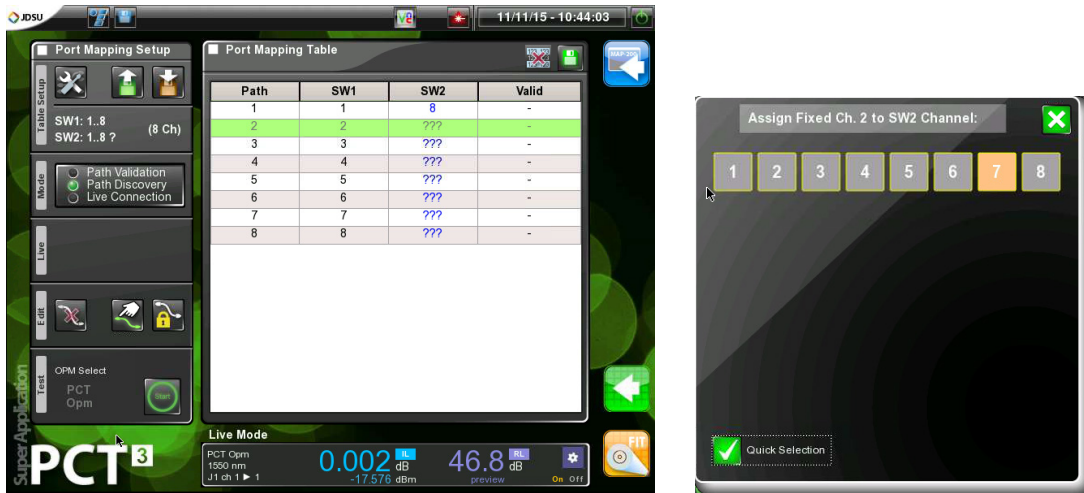 JDSU
V2
11/11/15 - 10:44:03
Port Mapping Setup
Table Setup
SW1: 1..8
SW2: 1..8 ?
(8 Ch)
Mode
Path Validation
Path Discovery
Live Connection
Live
Edit
Test
OPM Select
PCT
Opm
Start
Port Mapping Table
Path SW1 SW2 Valid
1 1 8 -
2 2 ??? -
3 3 ??? -
4 4 ??? -
5 5 ??? -
6 6 ??? -
7 7 ??? -
8 8 ??? -
MAP-200
SuperApplication
PCT 3
Live Mode
PCT Opm
1550 nm
J1 ch 1 ► 1
0.002 IL dB
-17.576 dBm
46.8 RL dB
preview
On Off
FIT
Assign Fixed Ch. 2 to SW2 Channel:
1 2 3 4 5 6 7 8
Quick Selection